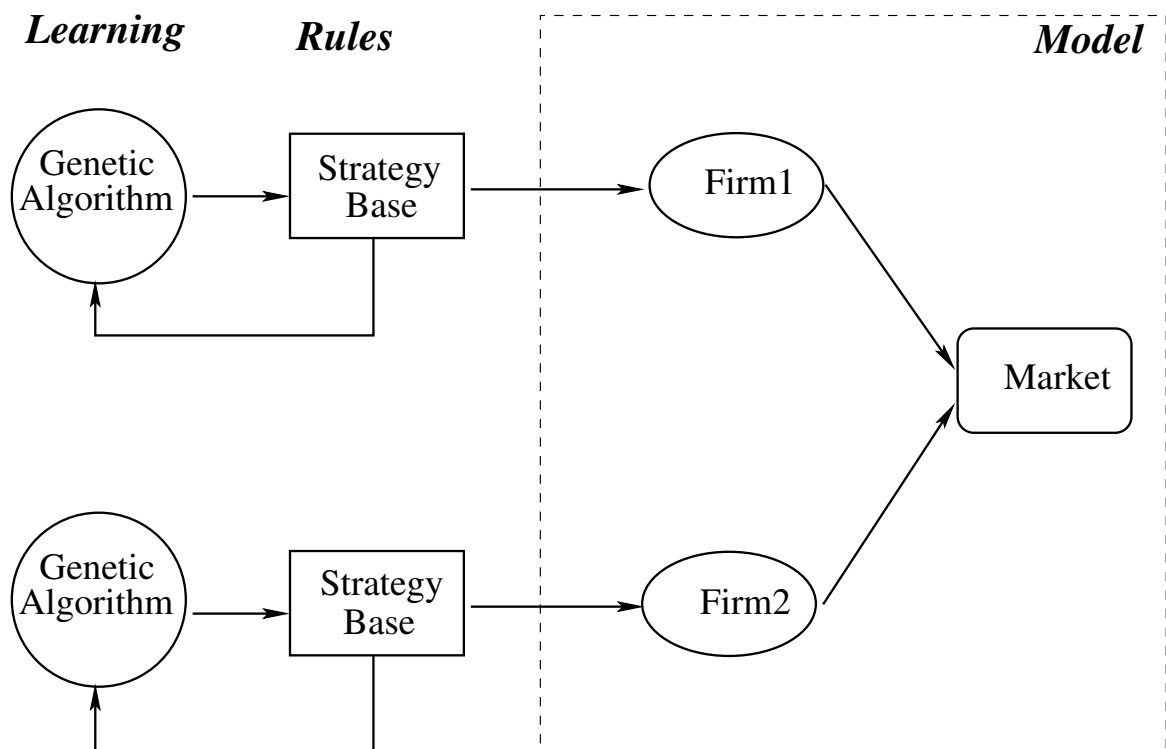 Learning
Rules
Model
Genetic
Algorithm
Strategy
Base
Firm1
Market
Genetic
Algorithm
Strategy
Base
Firm2